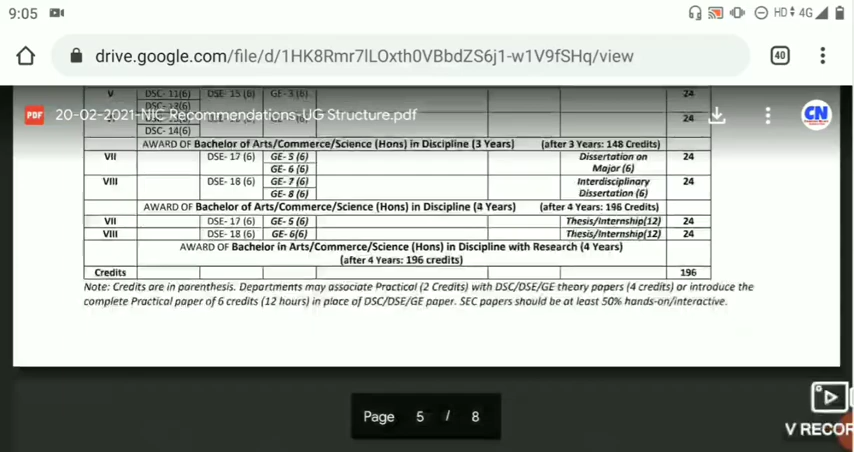 9:05 HD 4G
drive.google.com/file/d/1HK8Rmr7lLOxth0VBbdZS6j1-w1V9fSHq/view 40
V DSC- 11(6) DSE- 15 (6) GE- 3 (6) 24
PDF 20-02-2021-NIC Recommendations-UG Structure.pdf CN
24
DSC- 14(6)
AWARD OF Bachelor of Arts/Commerce/Science (Hons) in Discipline (3 Years) (after 3 Years: 148 Credits)
VII DSE- 17 (6) GE- 5 (6) Dissertation on 24
GE- 6 (6) Major (6)
VIII DSE- 18 (6) GE- 7 (6) Interdisciplinary 24
GE- 8 (6) Dissertation (6)
AWARD OF Bachelor of Arts/Commerce/Science (Hons) in Discipline (4 Years) (after 4 Years: 196 Credits)
VII DSE- 17 (6) GE- 5 (6) Thesis/Internship(12) 24
VIII DSE- 18 (6) GE- 6(6) Thesis/Internship(12) 24
AWARD OF Bachelor in Arts/Commerce/Science (Hons) in Discipline with Research (4 Years)
(after 4 Years: 196 credits)
Credits 196
Note: Credits are in parenthesis. Departments may associate Practical (2 Credits) with DSC/DSE/GE theory papers (4 credits) or introduce the
complete Practical paper of 6 credits (12 hours) in place of DSC/DSE/GE paper. SEC papers should be at least 50% hands-on/interactive.
Page 5 / 8
V RECOR